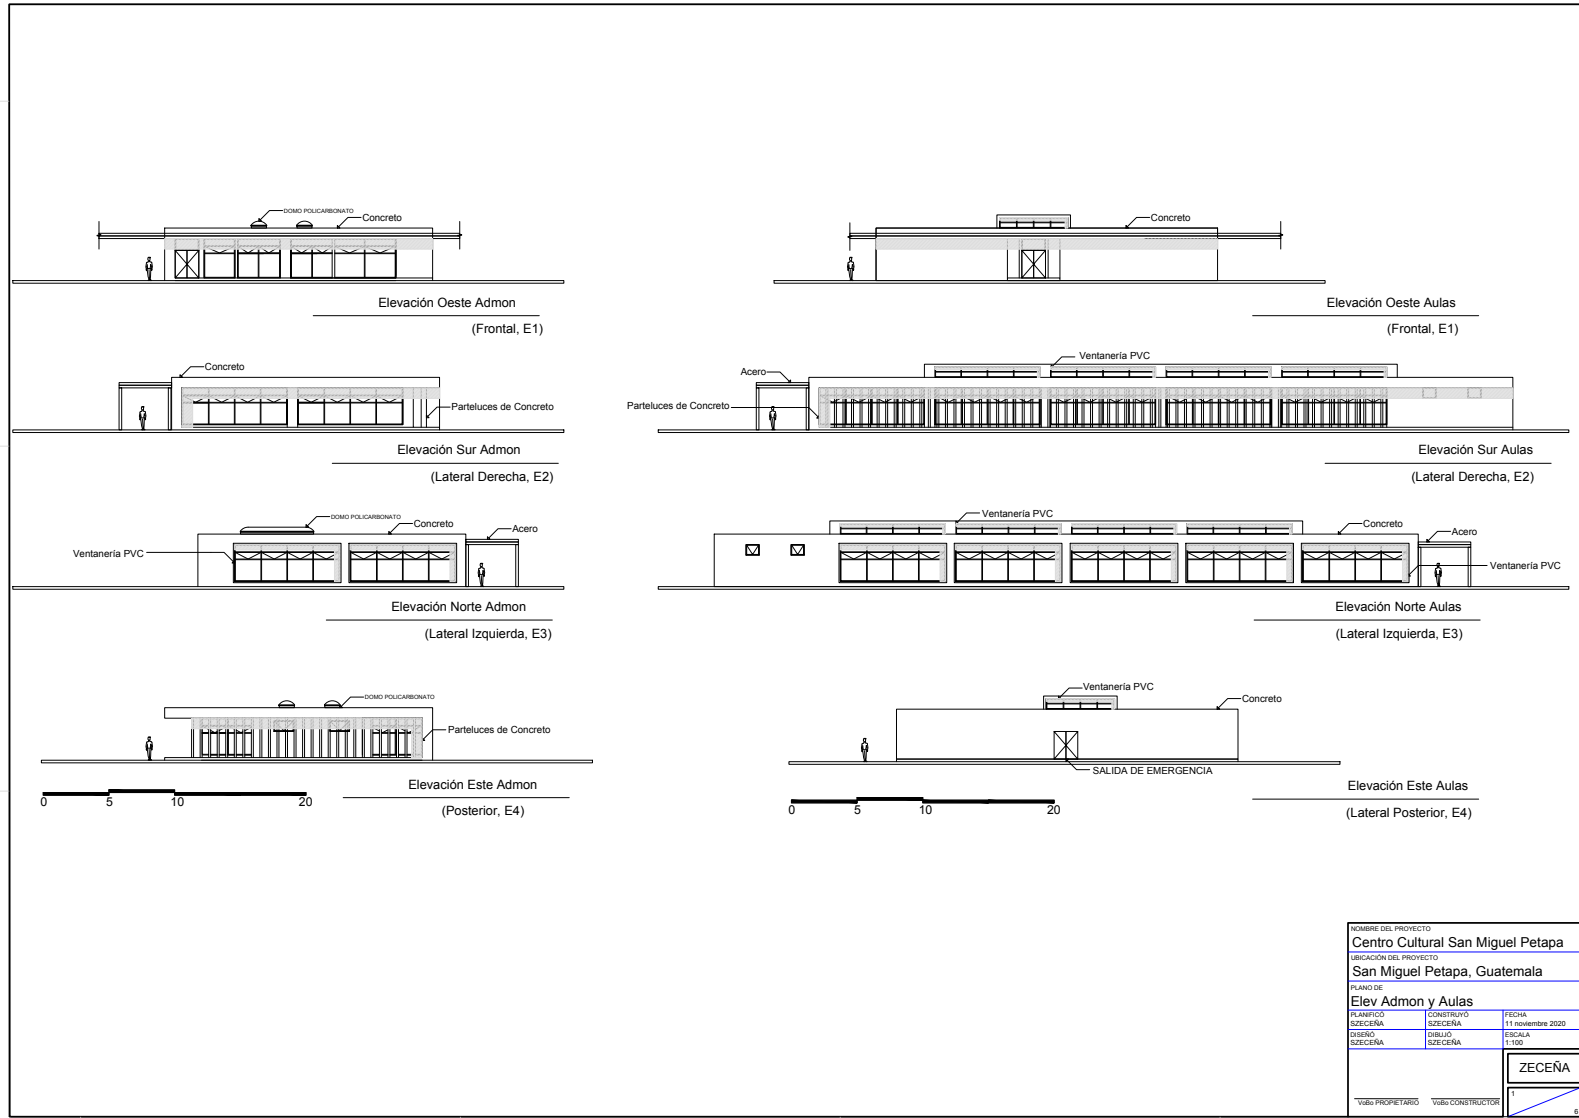 DOMO POLICARBONATO
Concreto
Elevación Oeste Admon
(Frontal, E1)
Concreto
Parteluces de Concreto
Elevación Sur Admon
(Lateral Derecha, E2)
DOMO POLICARBONATO
Concreto
Acero
Ventanería PVC
Elevación Norte Admon
(Lateral Izquierda, E3)
DOMO POLICARBONATO
Parteluces de Concreto
Elevación Este Admon
(Posterior, E4)
0 5 10 20
Concreto
Elevación Oeste Aulas
(Frontal, E1)
Ventanería PVC
Acero
Parteluces de Concreto
Elevación Sur Aulas
(Lateral Derecha, E2)
Ventanería PVC
Concreto
Acero
Ventanería PVC
Elevación Norte Aulas
(Lateral Izquierda, E3)
Ventanería PVC
Concreto
SALIDA DE EMERGENCIA
Elevación Este Aulas
(Lateral Posterior, E4)
0 5 10 20
NOMBRE DEL PROYECTO
Centro Cultural San Miguel Petapa
UBICACIÓN DEL PROYECTO
San Miguel Petapa, Guatemala
PLANO DE
Elev Admon y Aulas
PLANIFICÓ CONSTRUYÓ FECHA
SZECEÑA SZECEÑA 11 noviembre 2020
DISEÑÓ DIBUJÓ ESCALA
SZECEÑA SZECEÑA 1:100
ZECEÑA
1
VoBo PROPIETARIO VoBo CONSTRUCTOR
6